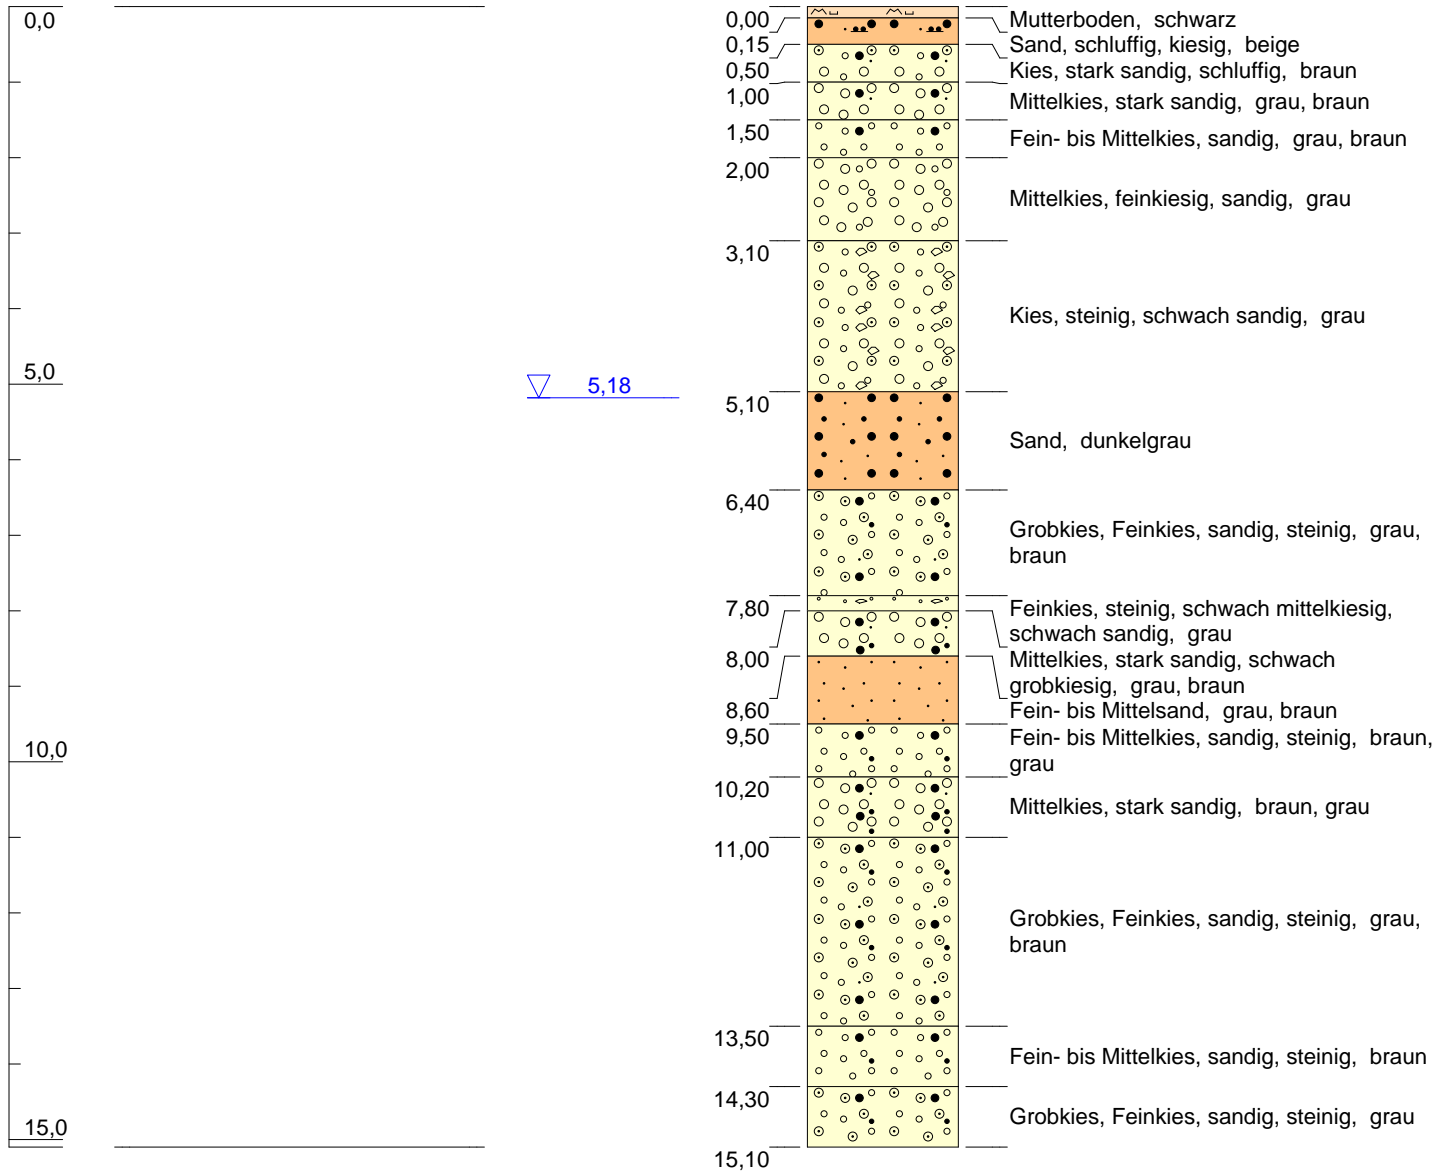 0,0
0,00
Mutterboden,  schwarz
0,15
Sand, schluffig, kiesig,  beige
0,50
Kies, stark sandig, schluffig,  braun
1,00
Mittelkies, stark sandig,  grau, braun
1,50
Fein- bis Mittelkies, sandig,  grau, braun
2,00
Mittelkies, feinkiesig, sandig,  grau
3,10
Kies, steinig, schwach sandig,  grau
5,0
5,18
5,10
Sand,  dunkelgrau
6,40
Grobkies, Feinkies, sandig, steinig,  grau,
braun
7,80
Feinkies, steinig, schwach mittelkiesig,
schwach sandig,  grau
8,00
Mittelkies, stark sandig, schwach
grobkiesig,  grau, braun
8,60
Fein- bis Mittelsand,  grau, braun
9,50
Fein- bis Mittelkies, sandig, steinig,  braun,
grau
10,0
10,20
Mittelkies, stark sandig,  braun, grau
11,00
Grobkies, Feinkies, sandig, steinig,  grau,
braun
13,50
Fein- bis Mittelkies, sandig, steinig,  braun
14,30
Grobkies, Feinkies, sandig, steinig,  grau
15,0
15,10